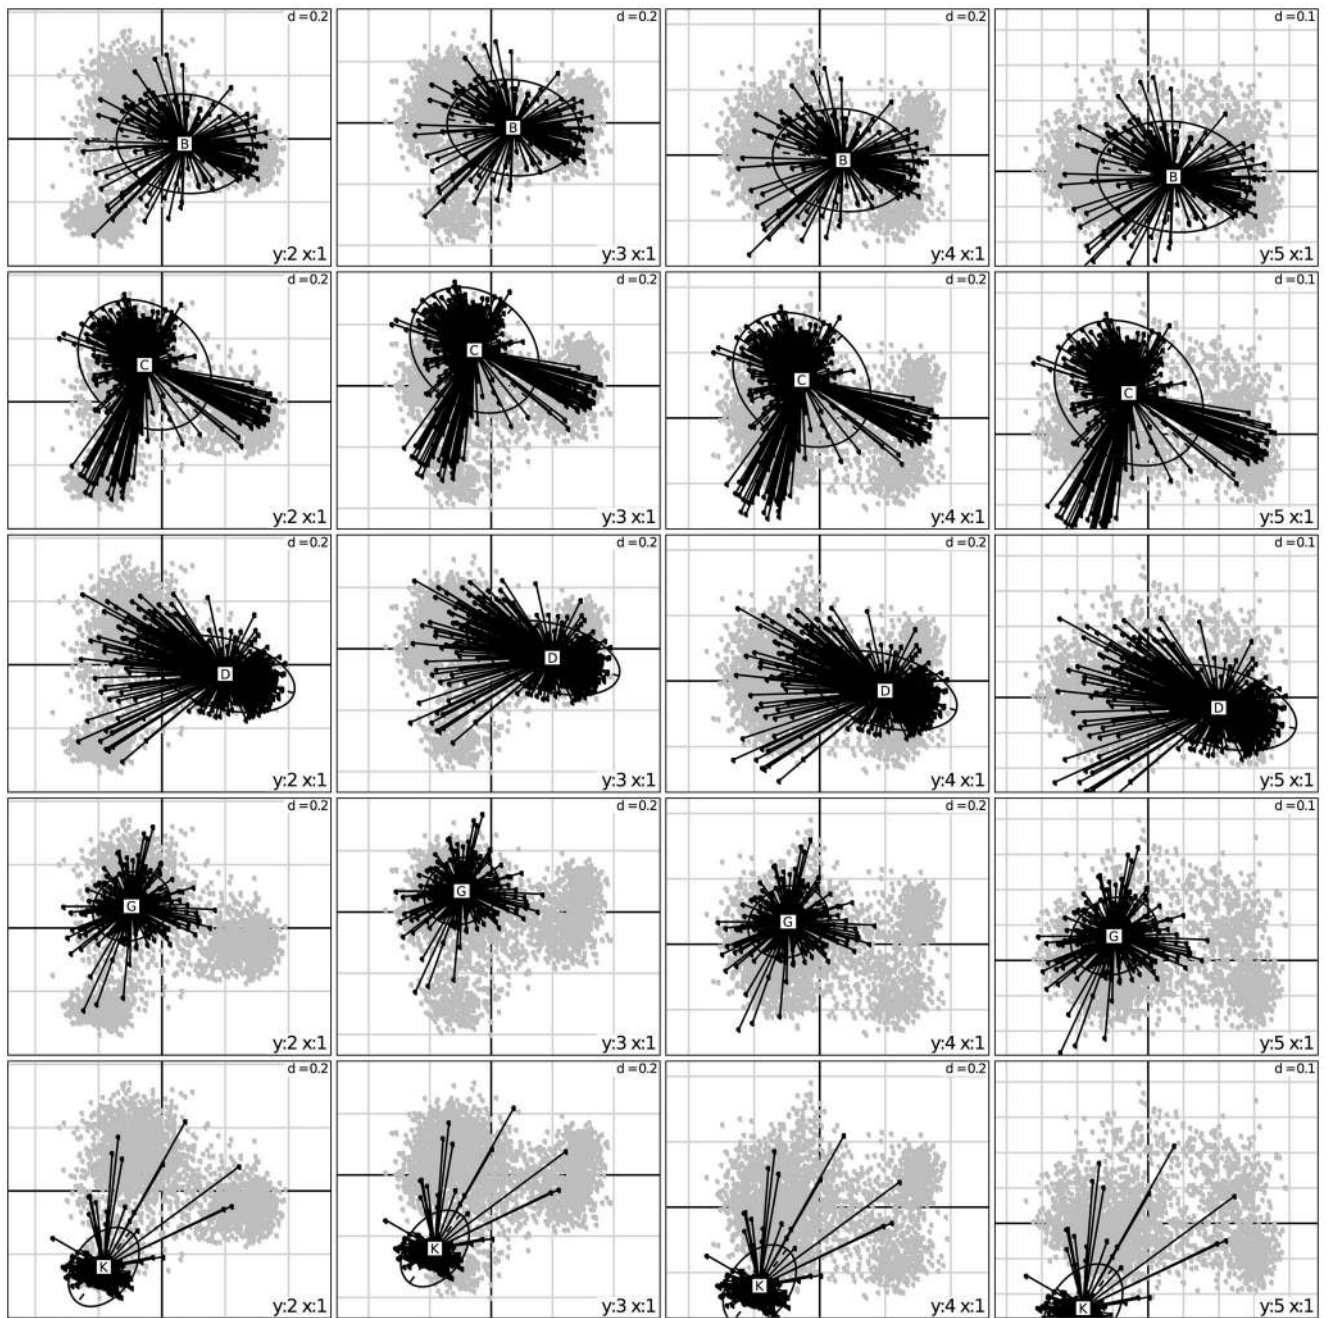 d = 0.2 d = 0.2 d = 0.2 d = 0.1
B B B B
y:2 x:1 y:3 x:1 y:4 x:1 y:5 x:1
d = 0.2 d = 0.2 d = 0.2 d = 0.1
C C C C
y:2 x:1 y:3 x:1 y:4 x:1 y:5 x:1
d = 0.2 d = 0.2 d = 0.2 d = 0.1
D D D D
y:2 x:1 y:3 x:1 y:4 x:1 y:5 x:1
d = 0.2 d = 0.2 d = 0.2 d = 0.1
G G G G
y:2 x:1 y:3 x:1 y:4 x:1 y:5 x:1
d = 0.2 d = 0.2 d = 0.2 d = 0.1
K K K K
y:2 x:1 y:3 x:1 y:4 x:1 y:5 x:1